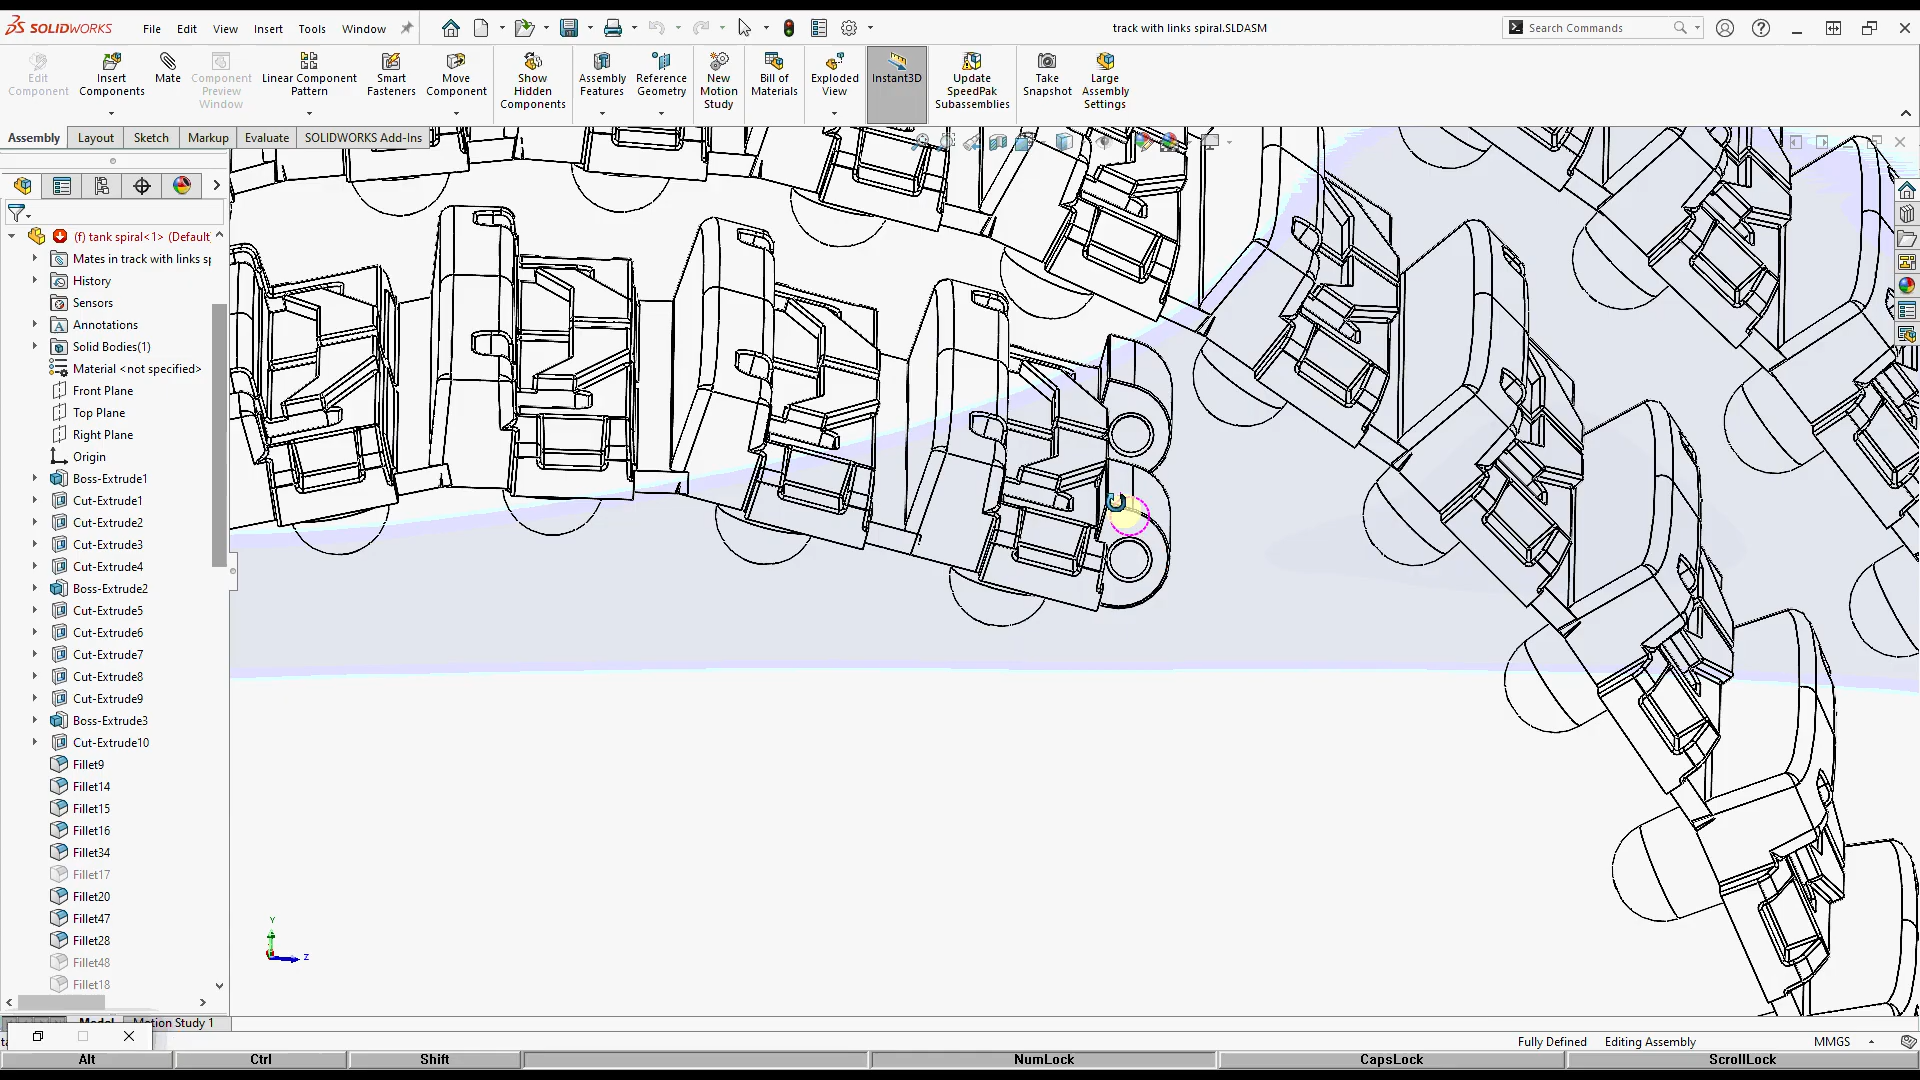 SOLIDWORKS
File Edit View Insert Tools Window
track with links spiral.SLDASM
Search Commands
Edit Component
Insert Components
Mate
Component Preview Window
Linear Component Pattern
Smart Fasteners
Move Component
Show Hidden Components
Assembly Features
Reference Geometry
New Motion Study
Bill of Materials
Exploded View
Instant3D
Update SpeedPak Subassemblies
Take Snapshot
Large Assembly Settings
Assembly Layout Sketch Markup Evaluate SOLIDWORKS Add-Ins
(f) tank spiral<1> (Default
Mates in track with links sp
History
Sensors
Annotations
Solid Bodies(1)
Material <not specified>
Front Plane
Top Plane
Right Plane
Origin
Boss-Extrude1
Cut-Extrude1
Cut-Extrude2
Cut-Extrude3
Cut-Extrude4
Boss-Extrude2
Cut-Extrude5
Cut-Extrude6
Cut-Extrude7
Cut-Extrude8
Cut-Extrude9
Boss-Extrude3
Cut-Extrude10
Fillet9
Fillet14
Fillet15
Fillet16
Fillet34
Fillet17
Fillet20
Fillet47
Fillet28
Fillet48
Fillet18
Y
Z
Model Motion Study 1
Fully Defined Editing Assembly MMGS
Alt Ctrl Shift NumLock CapsLock ScrollLock